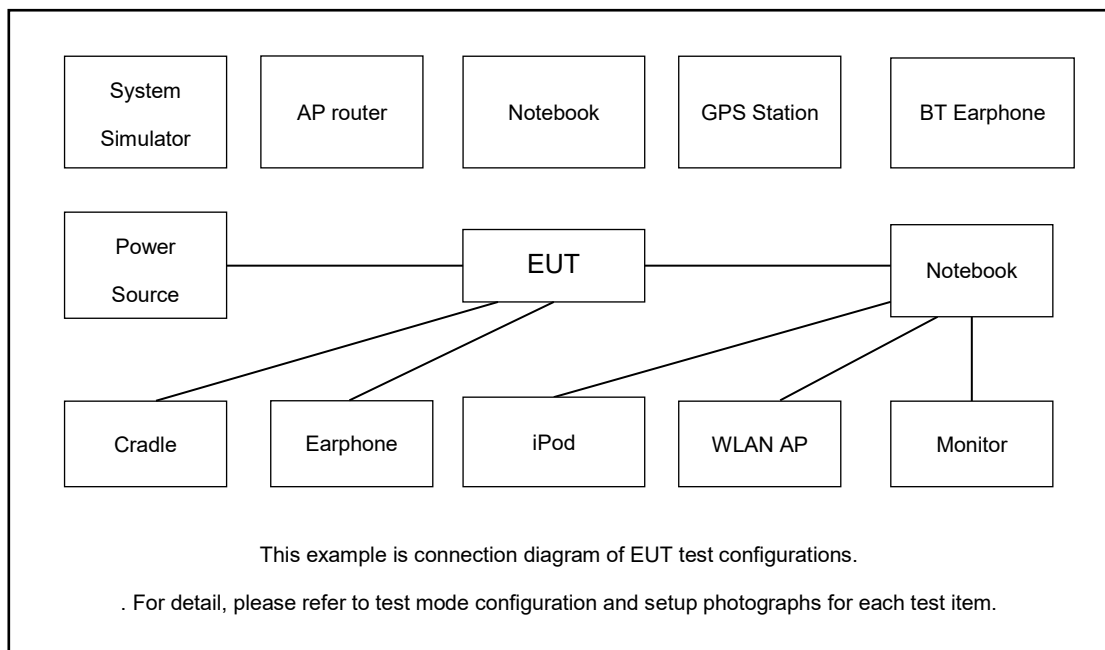 System
Simulator
AP router
Notebook
GPS Station
BT Earphone
Power
Source
EUT
Notebook
Cradle
Earphone
iPod
WLAN AP
Monitor
This example is connection diagram of EUT test configurations.
. For detail, please refer to test mode configuration and setup photographs for each test item.